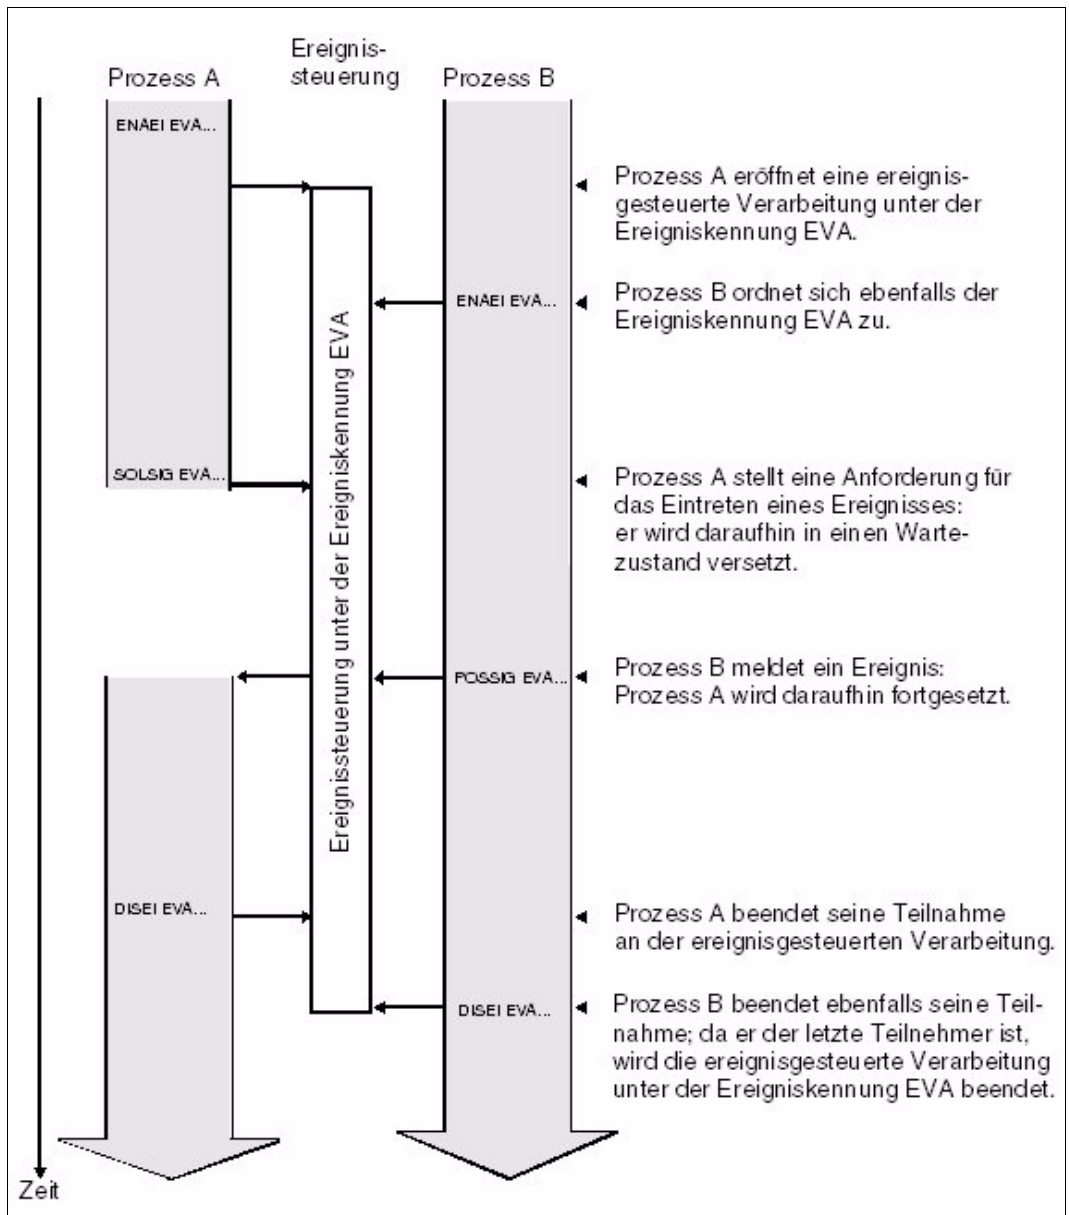 Ereignis-
steuerung
Prozess A
Prozess B
ENAEI EVA...
Prozess A eröffnet eine ereignis-
gesteuerte Verarbeitung unter der
Ereigniskennung EVA.
ENAEI EVA...
Prozess B ordnet sich ebenfalls der
Ereigniskennung EVA zu.
Ereignissteuerung unter der Ereigniskennung EVA
SOLSIG EVA...
Prozess A stellt eine Anforderung für
das Eintreten eines Ereignisses:
er wird daraufhin in einen Warte-
zustand versetzt.
POSSIG EVA...
Prozess B meldet ein Ereignis:
Prozess A wird daraufhin fortgesetzt.
DISEI EVA...
Prozess A beendet seine Teilnahme
an der ereignisgesteuerten Verarbeitung.
DISEI EVA...
Prozess B beendet ebenfalls seine Teil-
nahme; da er der letzte Teilnehmer ist,
wird die ereignisgesteuerte Verarbeitung
unter der Ereigniskennung EVA beendet.
Zeit